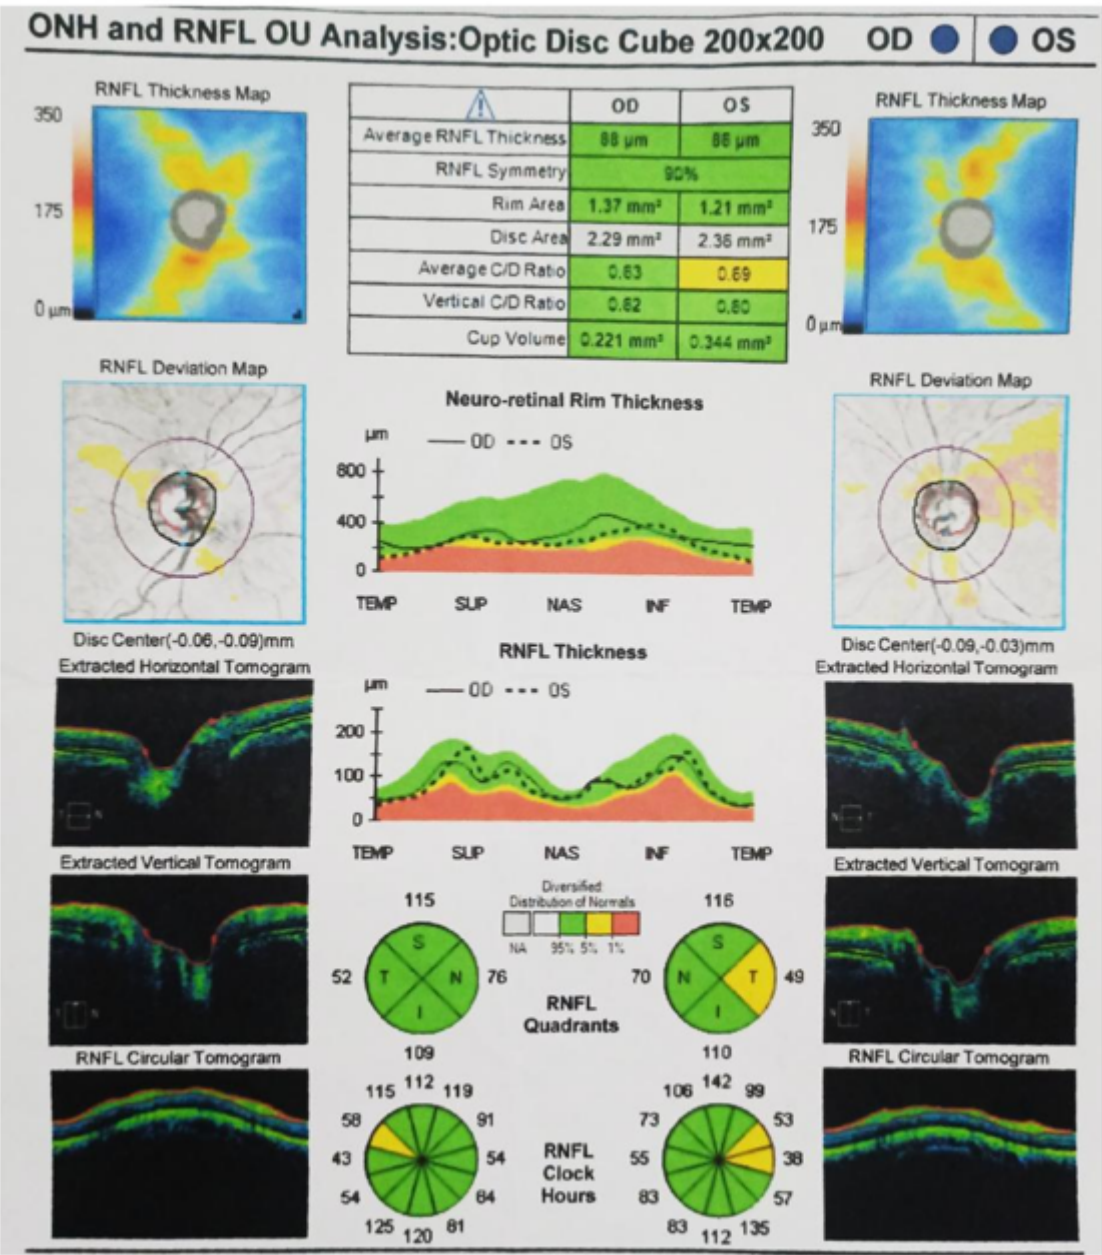 ONH and RNFL OU Analysis:Optic Disc Cube 200x200 OD OS
RNFL Thickness Map
350
175
0 µm
OD OS
Average RNFL Thickness 88 µm 86 µm
RNFL Symmetry 90%
Rim Area 1.37 mm² 1.21 mm²
Disc Area 2.29 mm² 2.36 mm²
Average C/D Ratio 0.63 0.69
Vertical C/D Ratio 0.62 0.60
Cup Volume 0.221 mm³ 0.344 mm³
RNFL Thickness Map
350
175
0 µm
RNFL Deviation Map
Disc Center(-0.06,-0.09)mm
Neuro-retinal Rim Thickness
µm OD OS
800
400
0
TEMP SUP NAS INF TEMP
RNFL Deviation Map
Disc Center(-0.09,-0.03)mm
Extracted Horizontal Tomogram
T N
RNFL Thickness
µm OD OS
200
100
0
TEMP SUP NAS INF TEMP
Extracted Horizontal Tomogram
N T
Extracted Vertical Tomogram
Diversified
Distribution of Normals
NA 95% 5% 1%
115
S
52 T N 76
I
109
RNFL
Quadrants
116
S
70 N T 49
I
110
Extracted Vertical Tomogram
RNFL Circular Tomogram
115 112 119
58 91
43 54
54 64
125 120 81
RNFL
Clock
Hours
106 142 99
73 53
55 38
83 57
83 112 135
RNFL Circular Tomogram